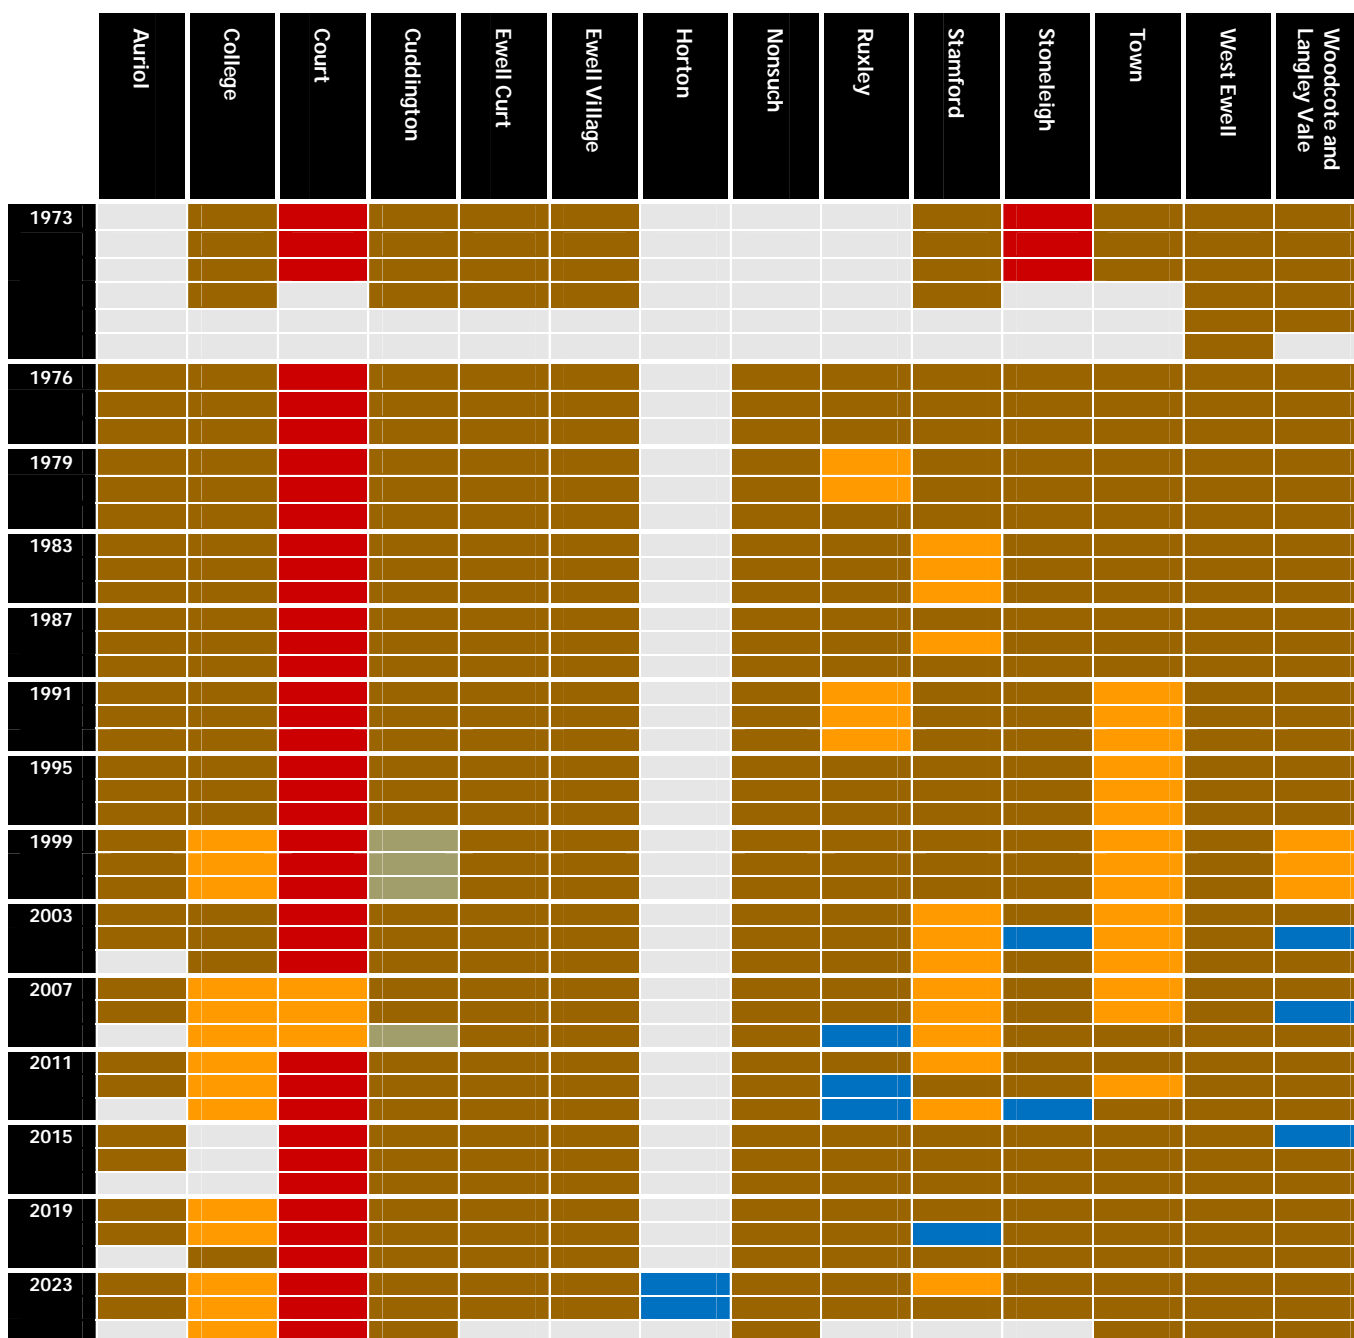 Auriol
College
Court
Cuddington
Ewell Curt
Ewell Village
Horton
Nonsuch
Ruxley
Stamford
Stoneleigh
Town
West Ewell
Woodcote and
Langley Vale
1973
1976
1979
1983
1987
1991
1995
1999
2003
2007
2011
2015
2019
2023